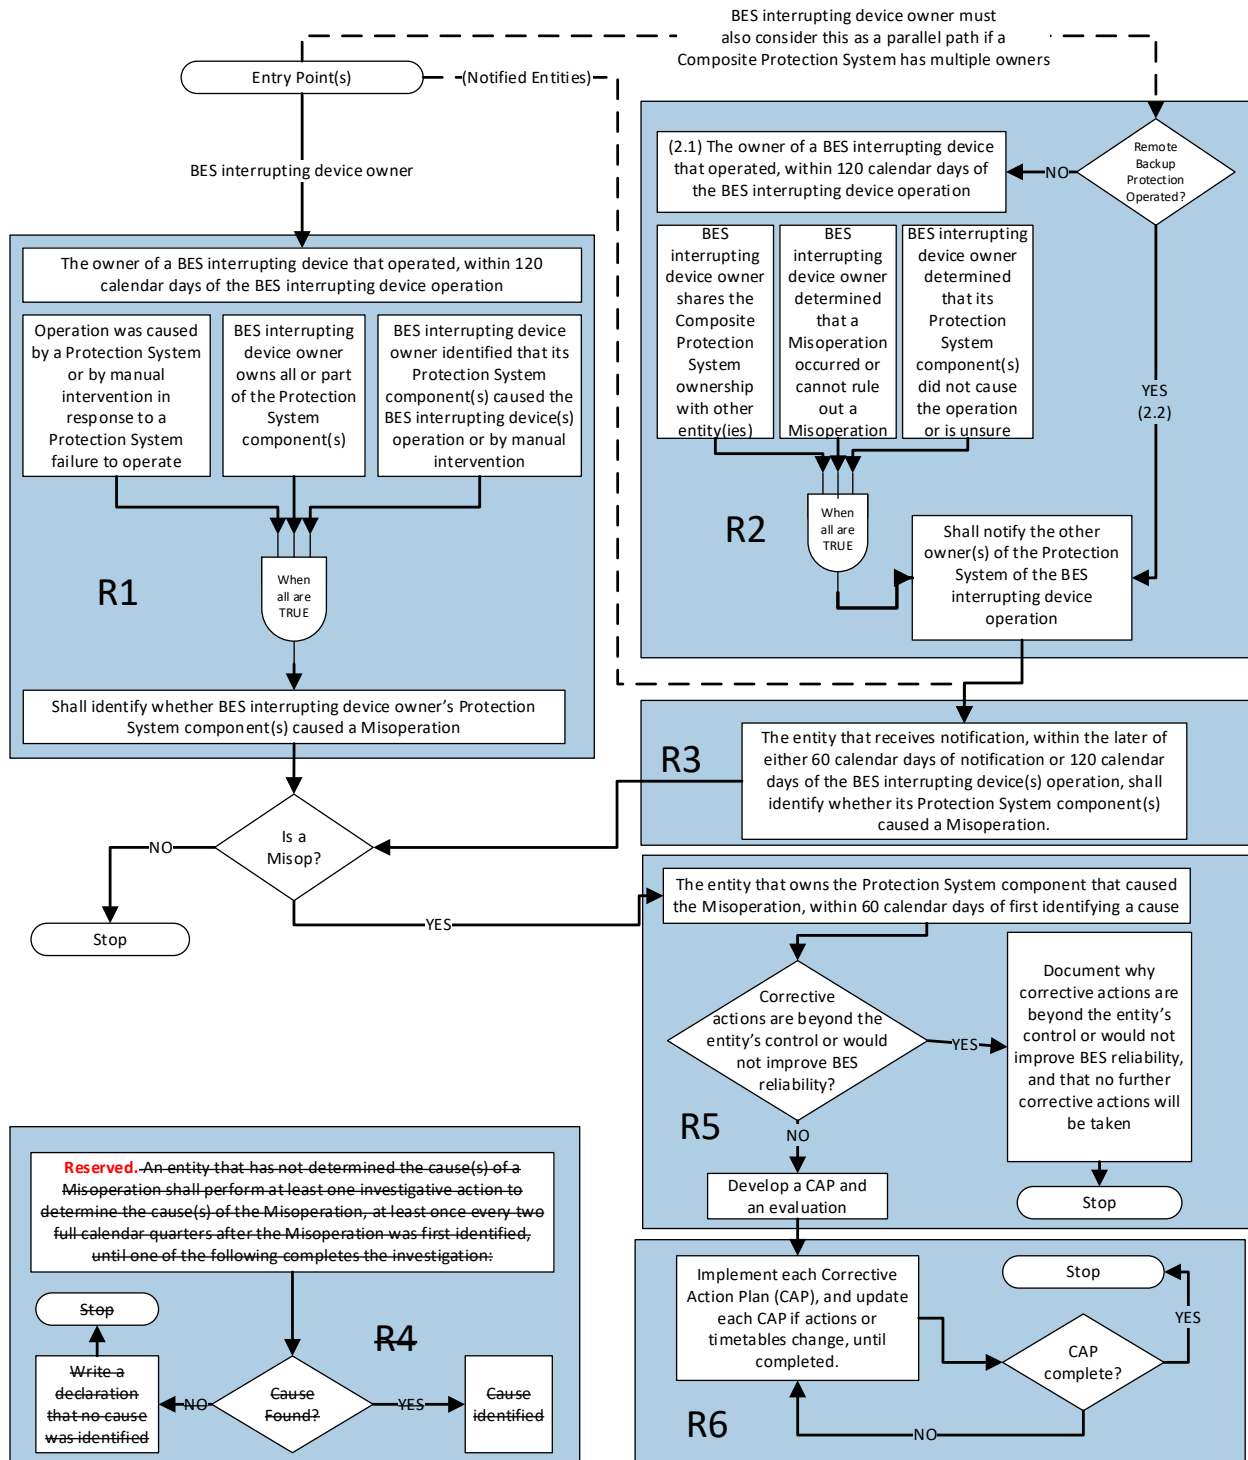 BES interrupting device owner must
also consider this as a parallel path if a
Composite Protection System has multiple owners
Entry Point(s)
(Notified Entities)
BES interrupting device owner
Remote
Backup
Protection
Operated?
NO
(2.1) The owner of a BES interrupting device
that operated, within 120 calendar days of
the BES interrupting device operation
BES
interrupting
device owner
shares the
Composite
Protection
System
ownership
with other
entity(ies)
BES
interrupting
device owner
determined
that a
Misoperation
occurred or
cannot rule
out a
Misoperation
BES interrupting
device owner
determined
that its
Protection
System
component(s)
did not cause
the operation
or is unsure
YES
(2.2)
When
all are
TRUE
R2
Shall notify the other
owner(s) of the Protection
System of the BES
interrupting device
operation
The owner of a BES interrupting device that operated, within 120
calendar days of the BES interrupting device operation
Operation was caused
by a Protection System
or by manual
intervention in
response to a
Protection System
failure to operate
BES interrupting
device owner
owns all or part
of the Protection
System
component(s)
BES interrupting device
owner identified that its
Protection System
component(s) caused the
BES interrupting device(s)
operation or by manual
intervention
When
all are
TRUE
R1
Shall identify whether BES interrupting device owner’s Protection
System component(s) caused a Misoperation
R3
The entity that receives notification, within the later of
either 60 calendar days of notification or 120 calendar
days of the BES interrupting device(s) operation, shall
identify whether its Protection System component(s)
caused a Misoperation.
Is a
Misop?
NO
Stop
YES
The entity that owns the Protection System component that caused
the Misoperation, within 60 calendar days of first identifying a cause
Corrective
actions are beyond the
entity’s control or would
not improve BES
reliability?
YES
Document why
corrective actions are
beyond the entity’s
control or would not
improve BES reliability,
and that no further
corrective actions will
be taken
Stop
R5
NO
Develop a CAP and
an evaluation
Reserved. An entity that has not determined the cause(s) of a
Misoperation shall perform at least one investigative action to
determine the cause(s) of the Misoperation, at least once every two
full calendar quarters after the Misoperation was first identified,
until one of the following completes the investigation:
Stop
R4
Write a
declaration
that no cause
was identified
NO
Cause
Found?
YES
Cause
identified
Implement each Corrective
Action Plan (CAP), and update
each CAP if actions or
timetables change, until
completed.
Stop
YES
CAP
complete?
NO
R6